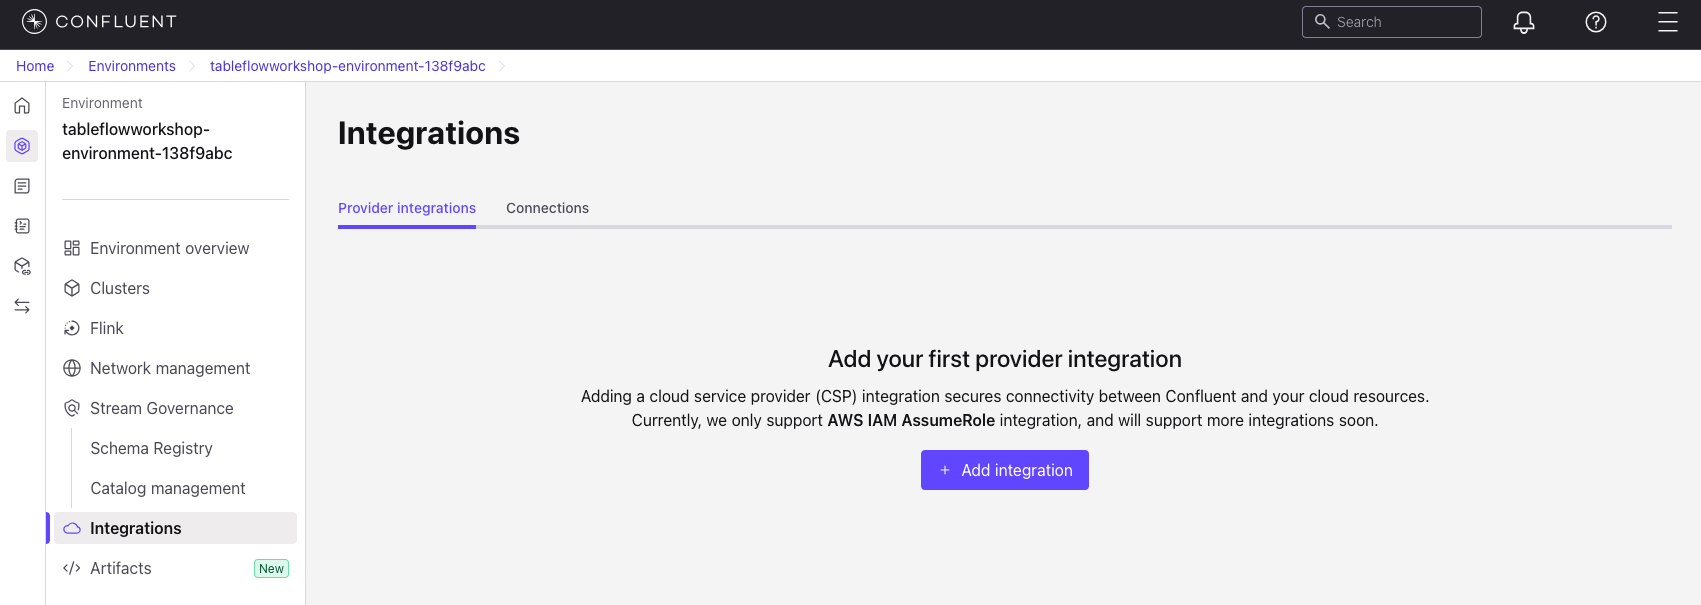 CONFLUENT
Search
Home
Environments
tableflowworkshop-environment-138f9abc
Environment
tableflowworkshop-
environment-138f9abc
Environment overview
Clusters
Flink
Network management
Stream Governance
Schema Registry
Catalog management
Integrations
Artifacts
New
Integrations
Provider integrations
Connections
Add your first provider integration
Adding a cloud service provider (CSP) integration secures connectivity between Confluent and your cloud resources.
Currently, we only support AWS IAM AssumeRole integration, and will support more integrations soon.
+ Add integration